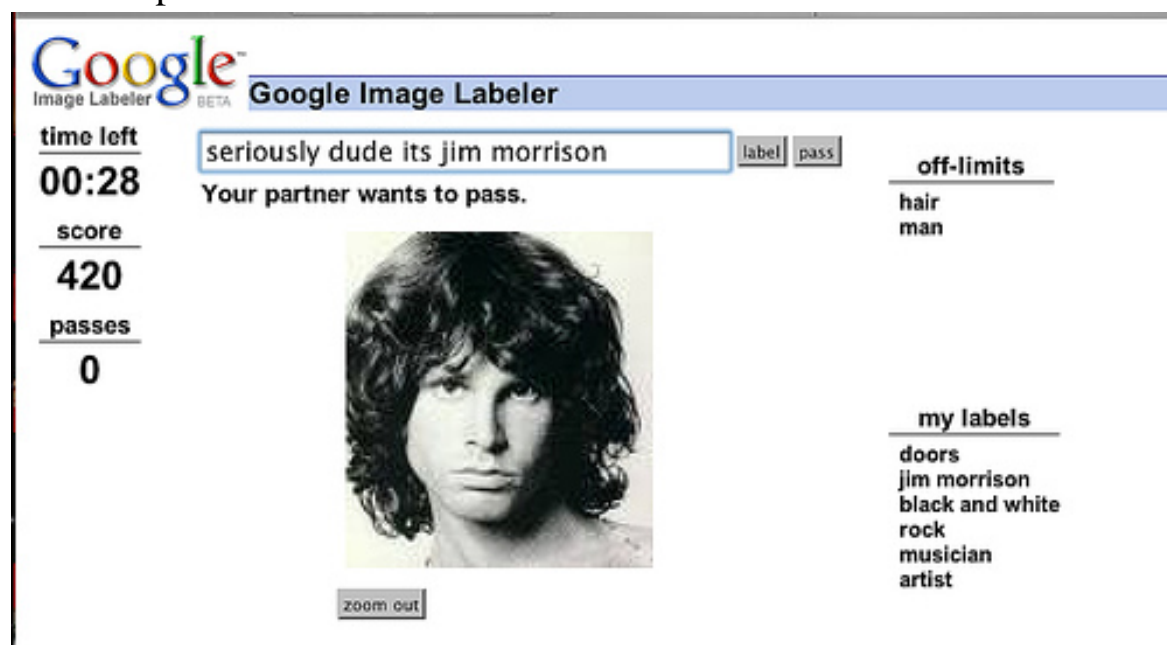 Google™
Image Labeler BETA
Google Image Labeler
time left
00:28
score
420
passes
0
seriously dude its jim morrison
label
pass
Your partner wants to pass.
zoom out
off-limits
hair
man
my labels
doors
jim morrison
black and white
rock
musician
artist